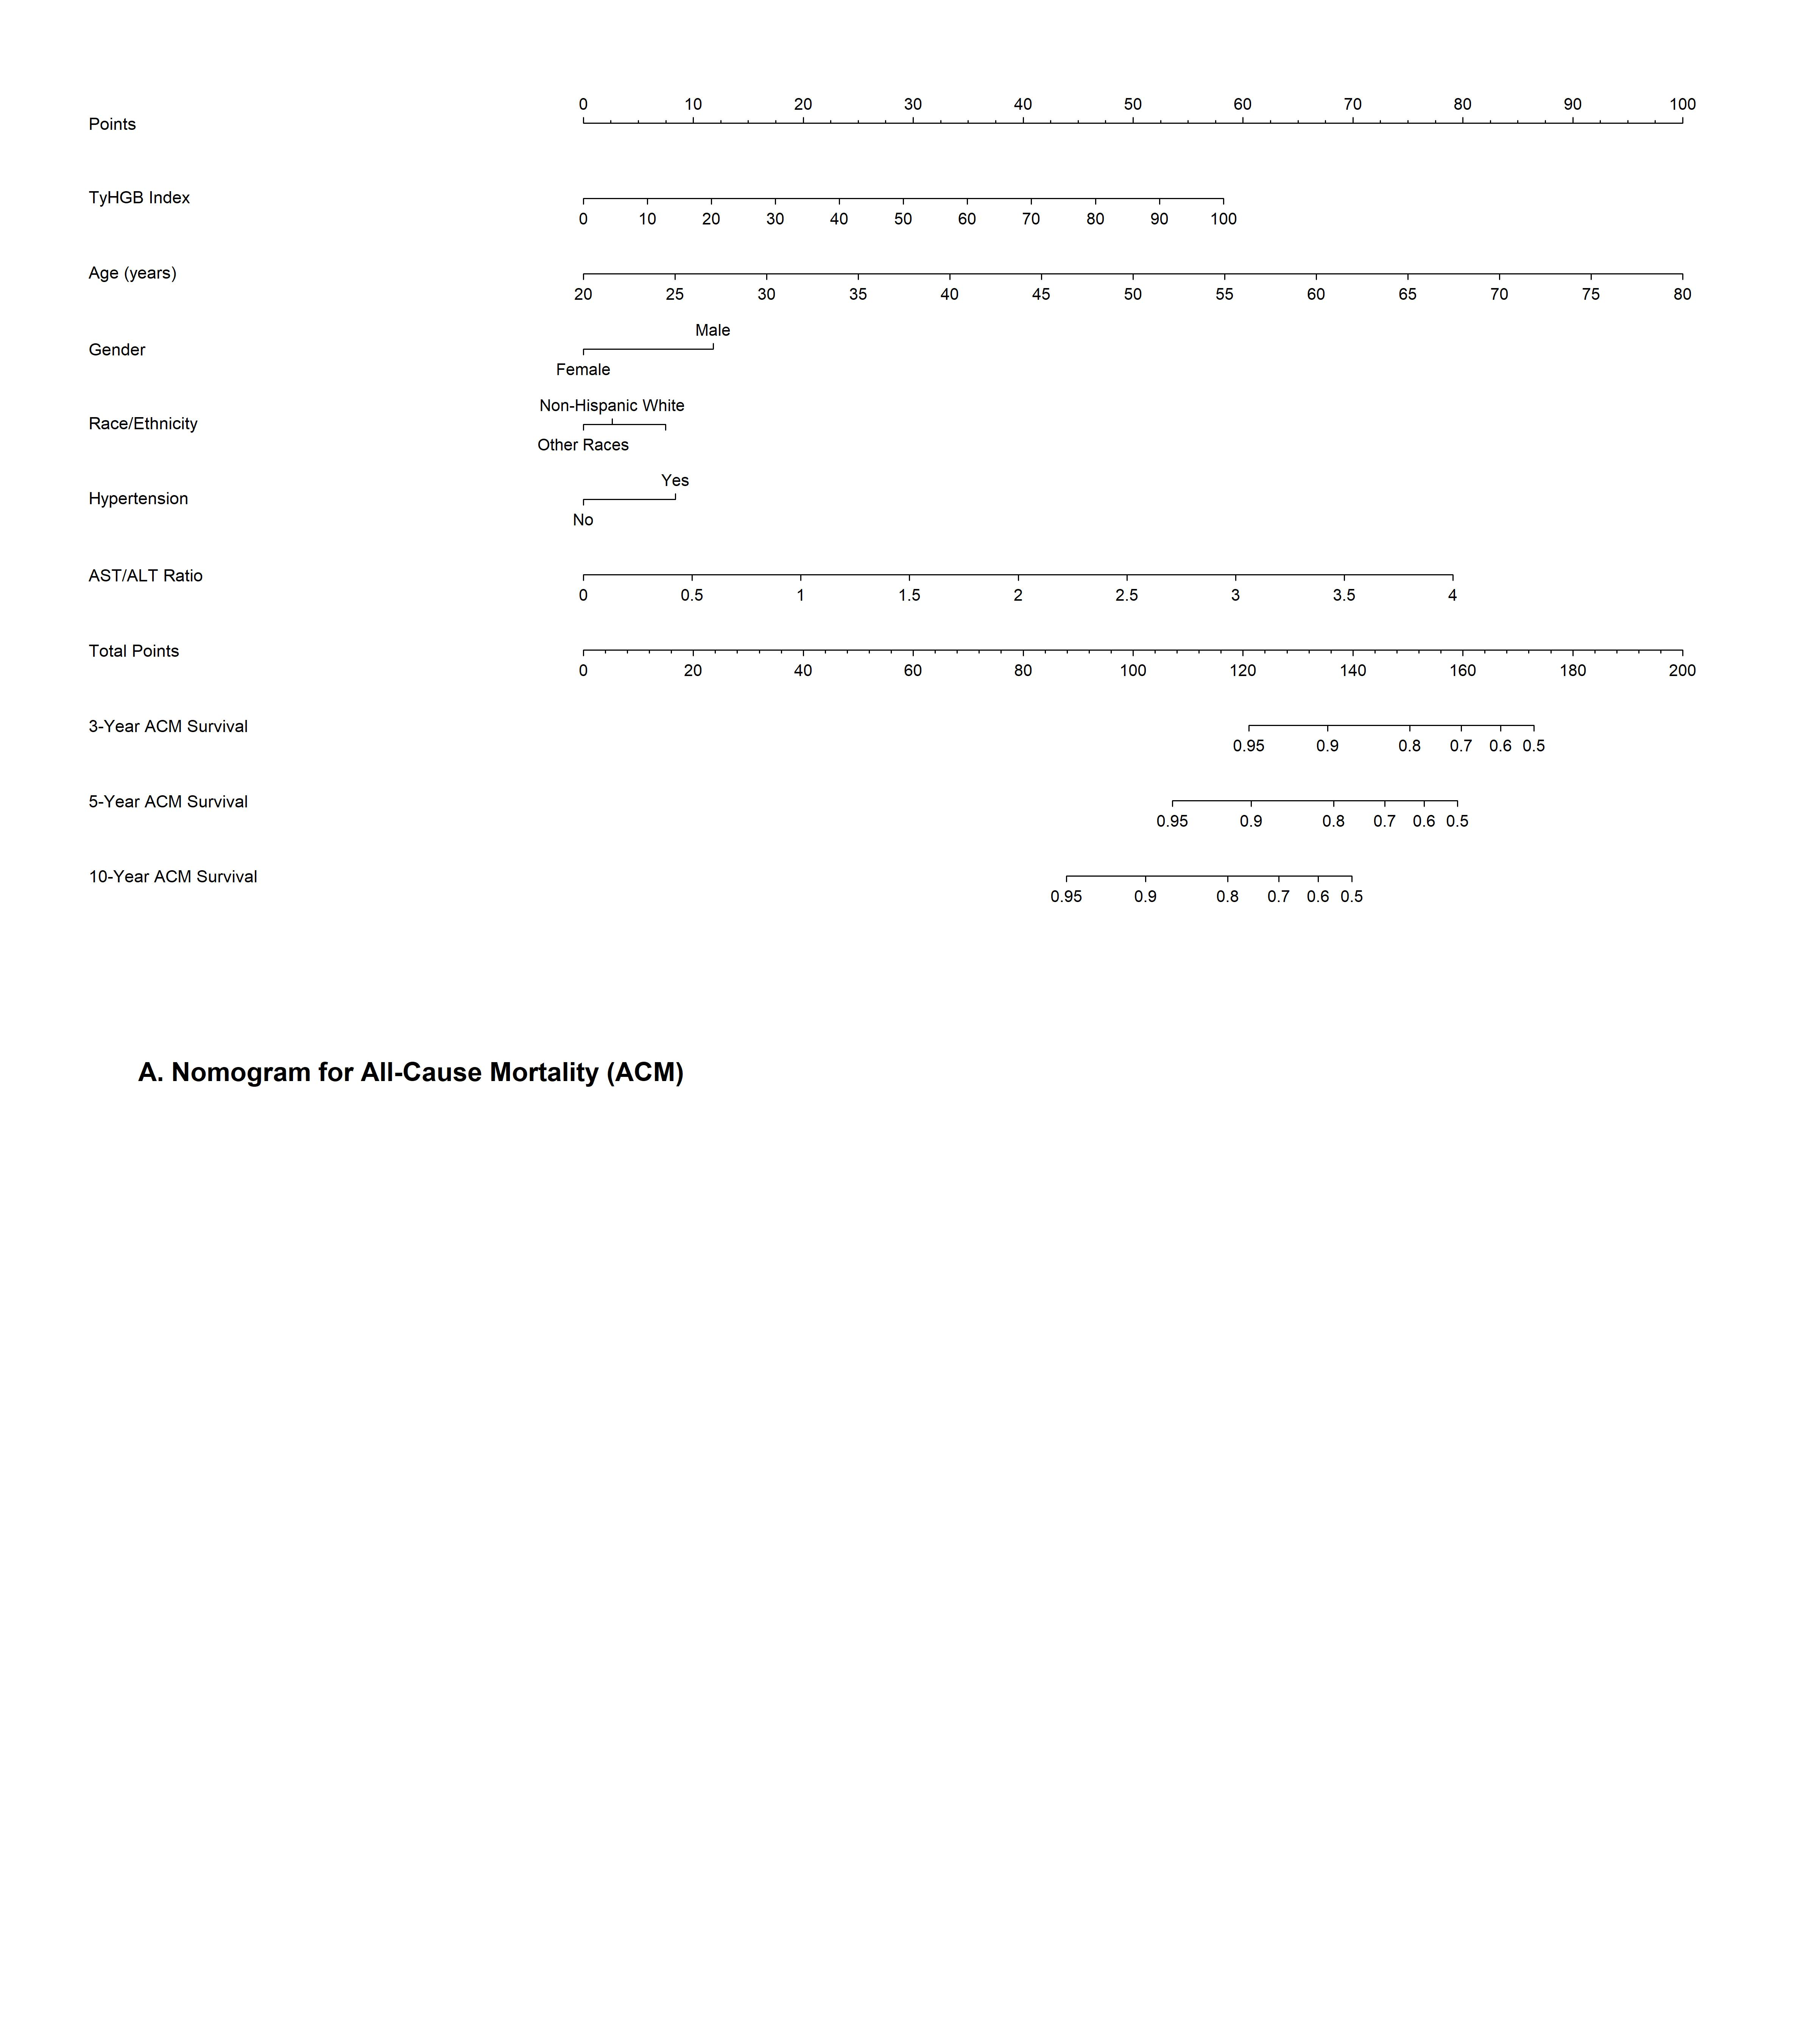 0 10 20 30 40 50 60 70 80 90 100
Points
TyHGB Index
0 10 20 30 40 50 60 70 80 90 100
Age (years)
20 25 30 35 40 45 50 55 60 65 70 75 80
Male
Gender
Female
Non-Hispanic White
Race/Ethnicity
Other Races
Yes
Hypertension
No
AST/ALT Ratio
0 0.5 1 1.5 2 2.5 3 3.5 4
Total Points
0 20 40 60 80 100 120 140 160 180 200
3-Year ACM Survival
0.95 0.9 0.8 0.7 0.6 0.5
5-Year ACM Survival
0.95 0.9 0.8 0.7 0.6 0.5
10-Year ACM Survival
0.95 0.9 0.8 0.7 0.6 0.5
A. Nomogram for All-Cause Mortality (ACM)